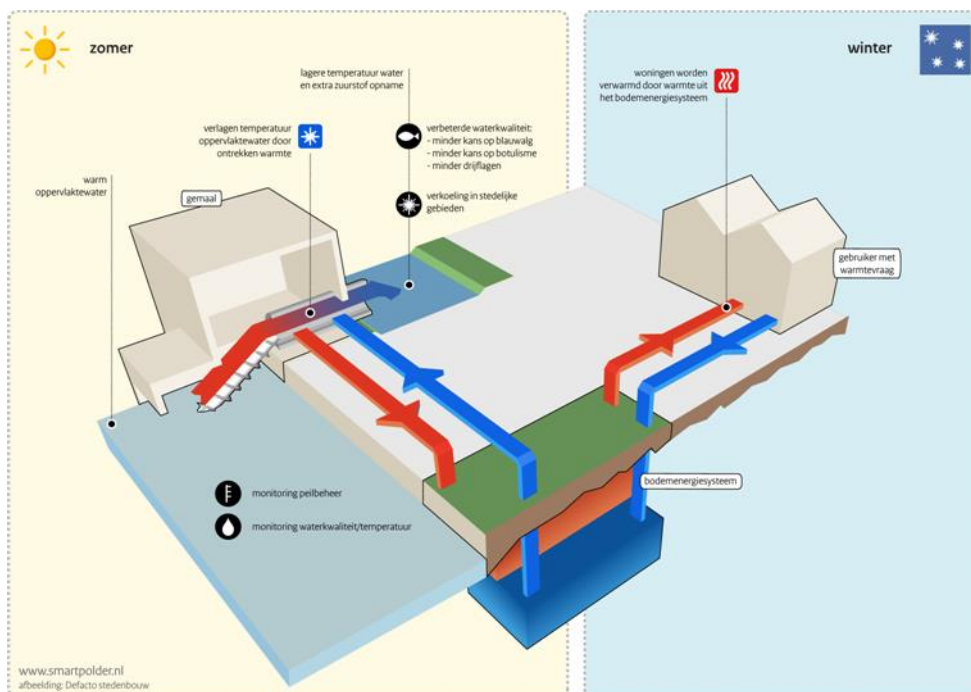 zomer
winter
lagere temperatuur water
en extra zuurstof opname
woningen worden
verwarmd door warmte uit
het bodemenergiesysteem
verlagen temperatuur
oppervlaktewater door
ontrekken warmte
verbeterde waterkwaliteit:
- minder kans op blauwalg
- minder kans op botulisme
- minder drijflagen
warm
oppervlaktewater
gemaal
verkoeling in stedelijke
gebieden
gebruiker met
warmtevraag
bodemenergiesysteem
monitoring peilbeheer
monitoring waterkwaliteit/temperatuur
www.smartpolder.nl
afbeelding: Defacto stedenbouw